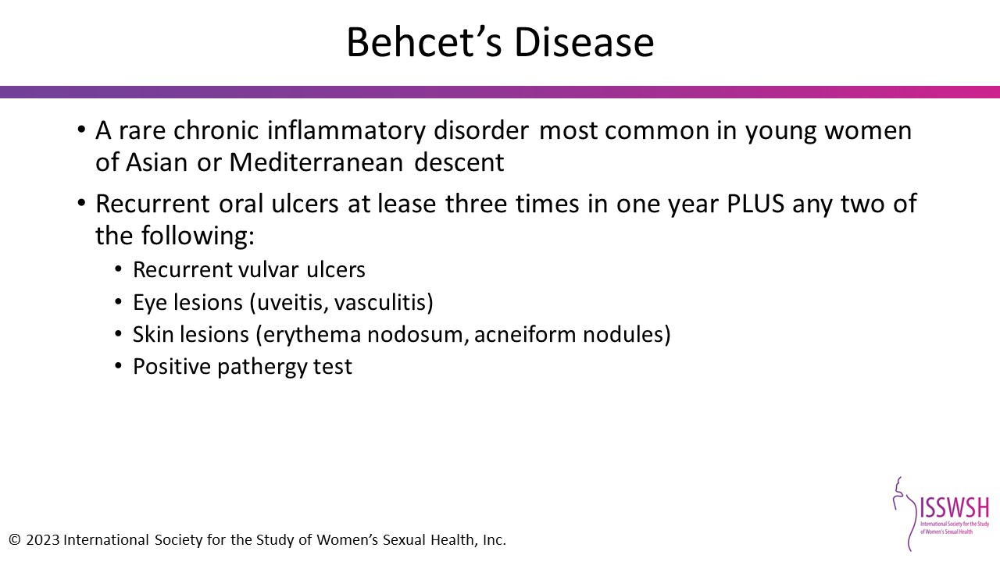 Behcet’s Disease
• A rare chronic inflammatory disorder most common in young women
of Asian or Mediterranean descent
• Recurrent oral ulcers at lease three times in one year PLUS any two of
the following:
• Recurrent vulvar ulcers
• Eye lesions (uveitis, vasculitis)
• Skin lesions (erythema nodosum, acneiform nodules)
• Positive pathergy test
ISSWSH
International Society for the Study
of Women’s Sexual Health
© 2023 International Society for the Study of Women’s Sexual Health, Inc.